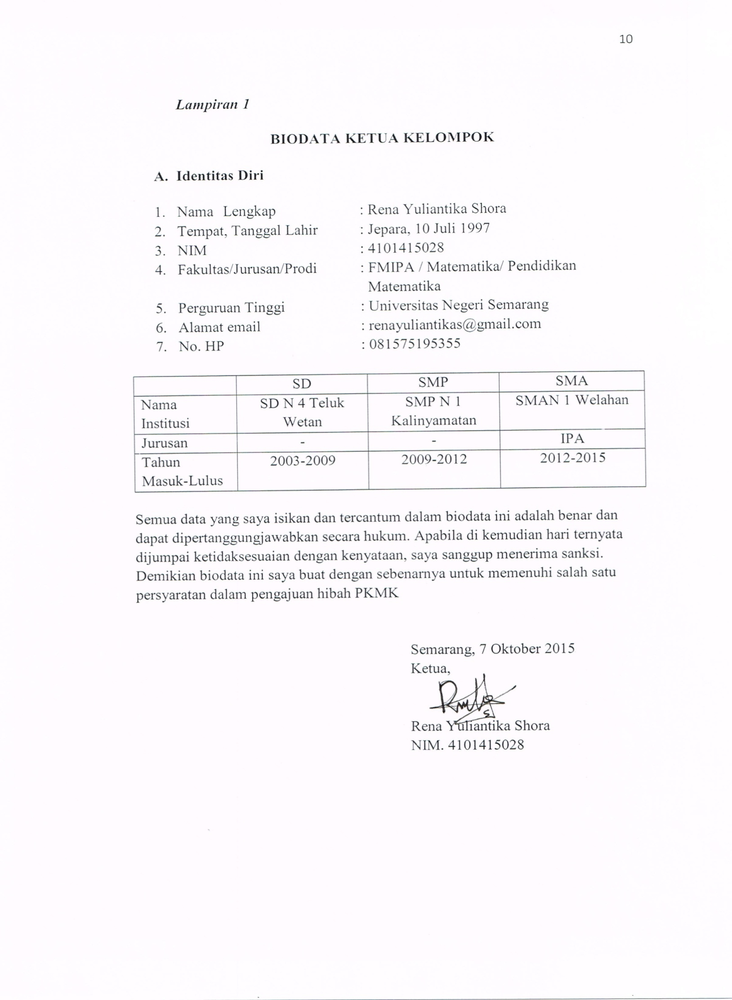 10
Lampiran 1
BIODATA KETUA KELOMPOK
A. Identitas Diri
1. Nama Lengkap : Rena Yuliantika Shora
2. Tempat, Tanggal Lahir : Jepara, 10 Juli 1997
3. NIM : 4101415028
4. Fakultas/Jurusan/Prodi : FMIPA / Matematika/ Pendidikan
Matematika
5. Perguruan Tinggi : Universitas Negeri Semarang
6. Alamat email : renayuliantikas@gmail.com
7. No. HP : 081575195355
SD SMP SMA
Nama SD N 4 Teluk SMP N 1 SMAN 1 Welahan
Institusi Wetan Kalinyamatan
Jurusan - - IPA
Tahun 2003-2009 2009-2012 2012-2015
Masuk-Lulus
Semua data yang saya isikan dan tercantum dalam biodata ini adalah benar dan
dapat dipertanggungjawabkan secara hukum. Apabila di kemudian hari ternyata
dijumpai ketidaksesuaian dengan kenyataan, saya sanggup menerima sanksi.
Demikian biodata ini saya buat dengan sebenarnya untuk memenuhi salah satu
persyaratan dalam pengajuan hibah PKMK
Semarang, 7 Oktober 2015
Ketua,
Rena Yuliantika Shora
NIM. 4101415028